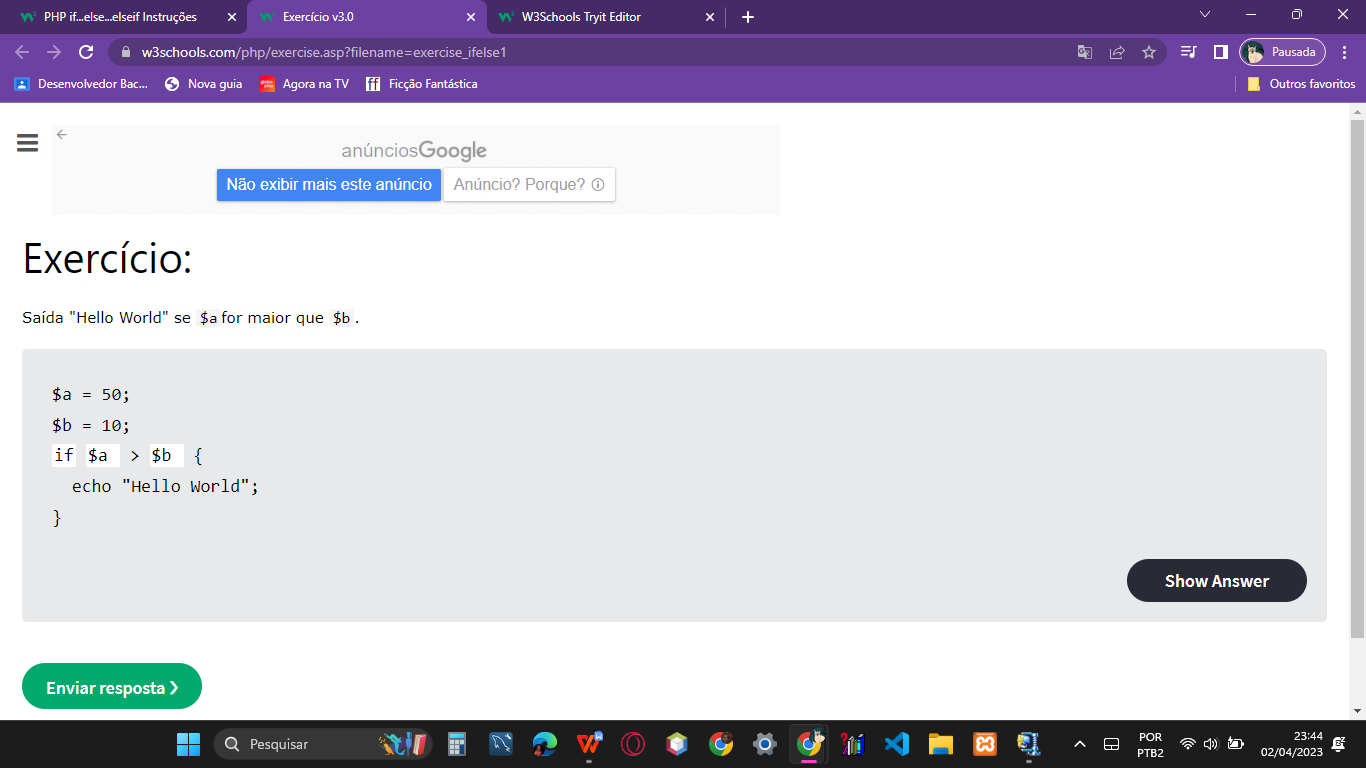 PHP if...else...elseif Instruções
Exercício v3.0
W3Schools Tryit Editor
w3schools.com/php/exercise.asp?filename=exercise_ifelse1
Pausada
Desenvolvedor Bac...
Nova guia
Agora na TV
Ficção Fantástica
Outros favoritos
anúnciosGoogle
Não exibir mais este anúncio
Anúncio? Porque?
Exercício:
Saída "Hello World" se $a for maior que $b .
$a = 50;
$b = 10;
if $a > $b {
echo "Hello World";
}
Show Answer
Enviar resposta ❯
Pesquisar
POR
PTB2
23:44
02/04/2023